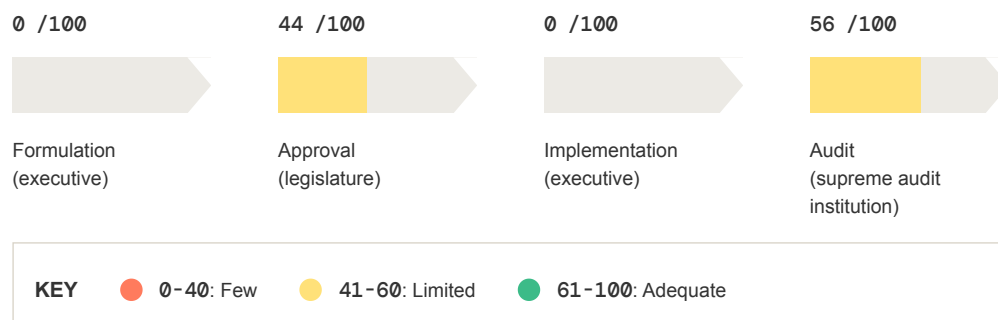 0 /100
44 /100
0 /100
56 /100
Formulation
(executive)
Approval
(legislature)
Implementation
(executive)
Audit
(supreme audit
institution)
KEY
0-40: Few
41-60: Limited
61-100: Adequate